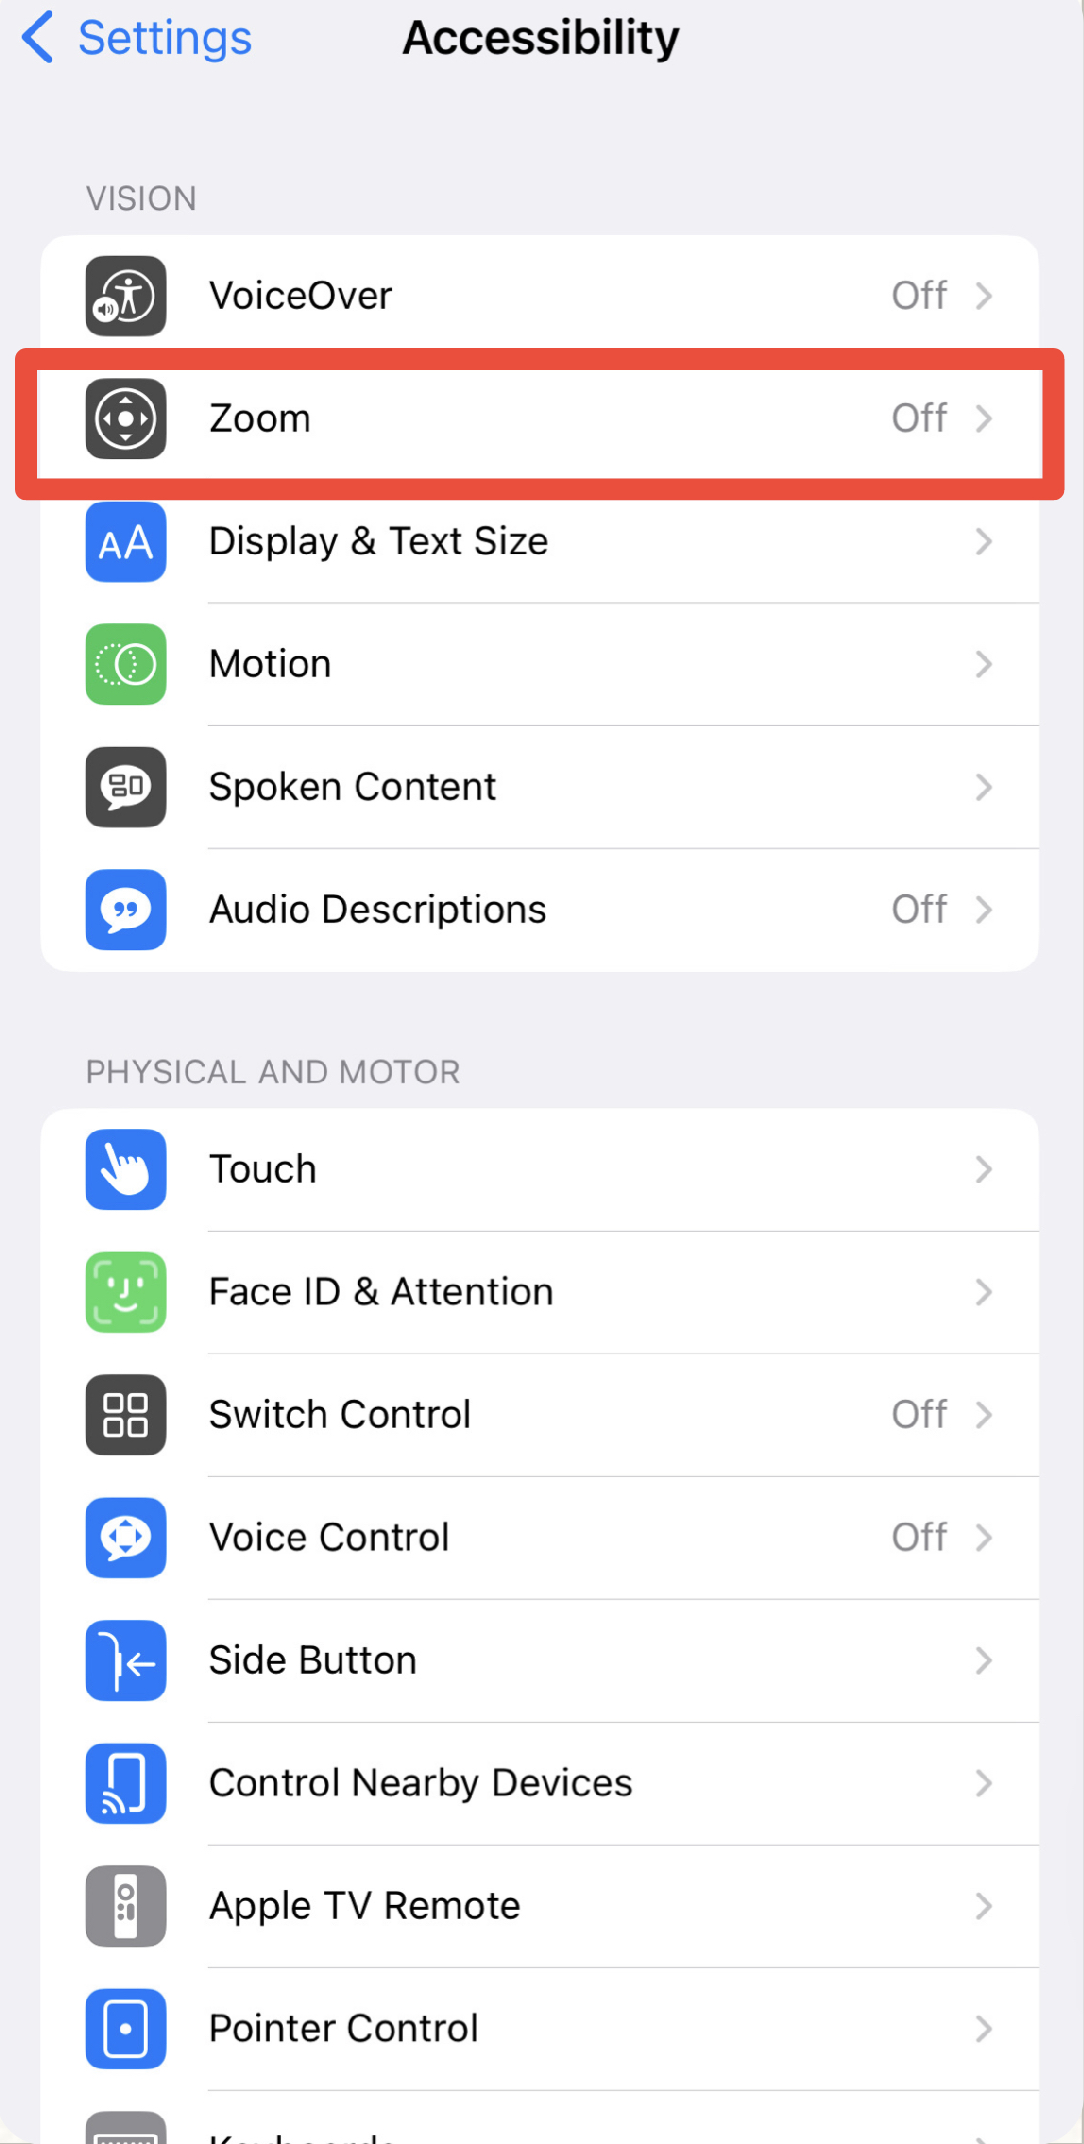 Settings
Accessibility
VISION
VoiceOver Off
Zoom Off
AA Display & Text Size
Motion
Spoken Content
Audio Descriptions Off
PHYSICAL AND MOTOR
Touch
Face ID & Attention
Switch Control Off
Voice Control Off
Side Button
Control Nearby Devices
Apple TV Remote
Pointer Control